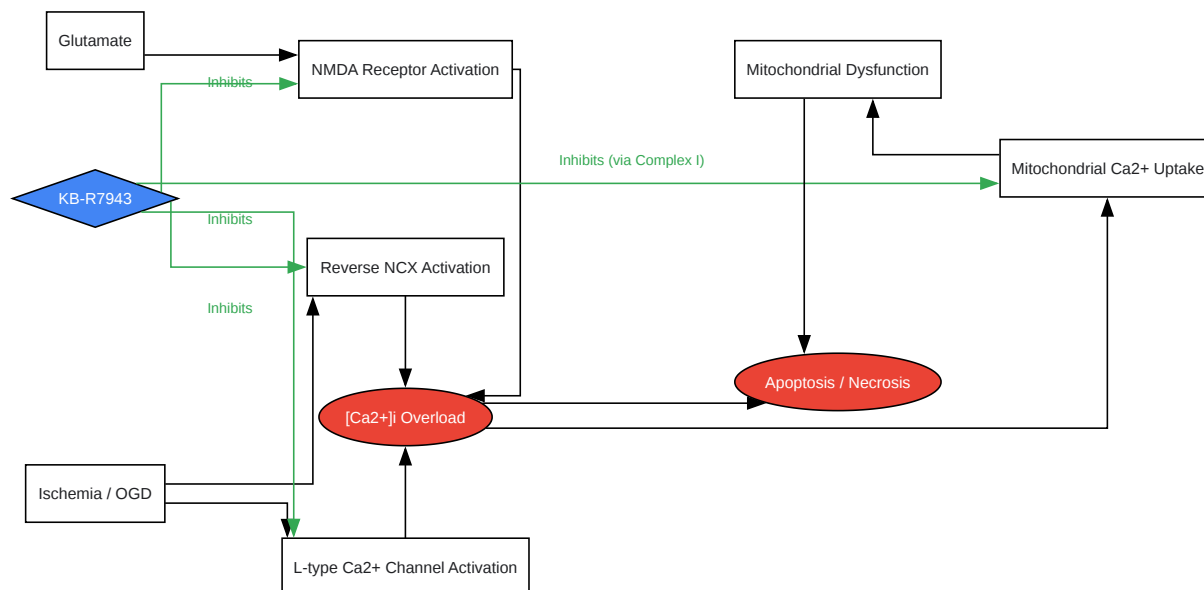 Glutamate
NMDA Receptor Activation
Mitochondrial Dysfunction
Inhibits
Inhibits (via Complex I)
Mitochondrial Ca2+ Uptake
KB-R7943
Inhibits
Reverse NCX Activation
Inhibits
Apoptosis / Necrosis
[Ca2+]i Overload
Ischemia / OGD
L-type Ca2+ Channel Activation